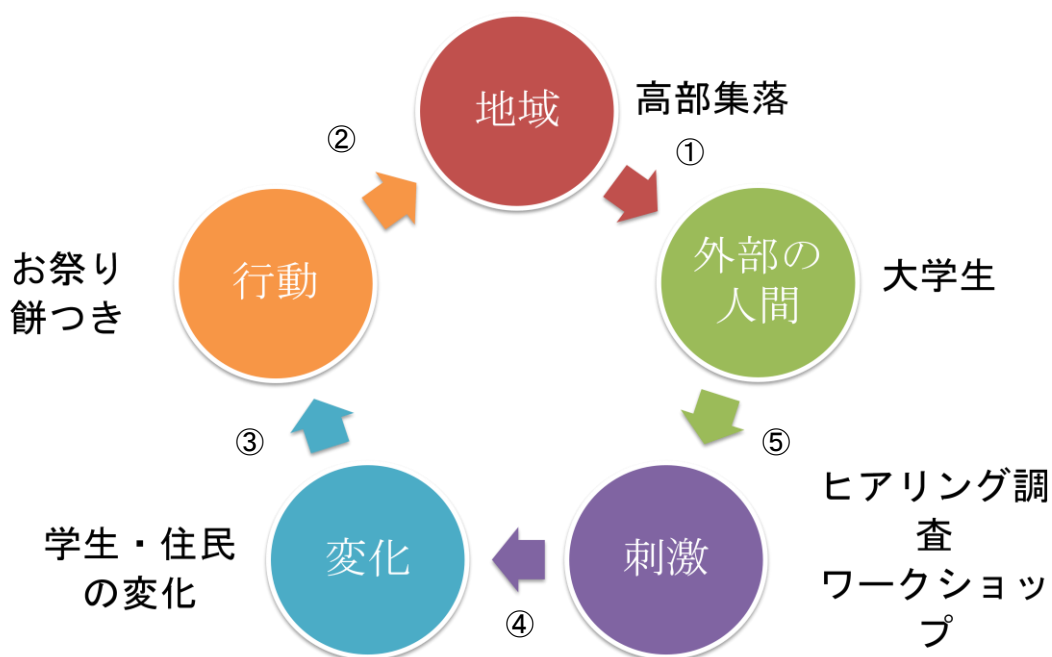 地域
高部集落
①
②
外部の
人間
大学生
行動
お祭り
餅つき
③
⑤
変化
学生・住民
の変化
④
刺激
ヒアリング調
査
ワークショッ
プ